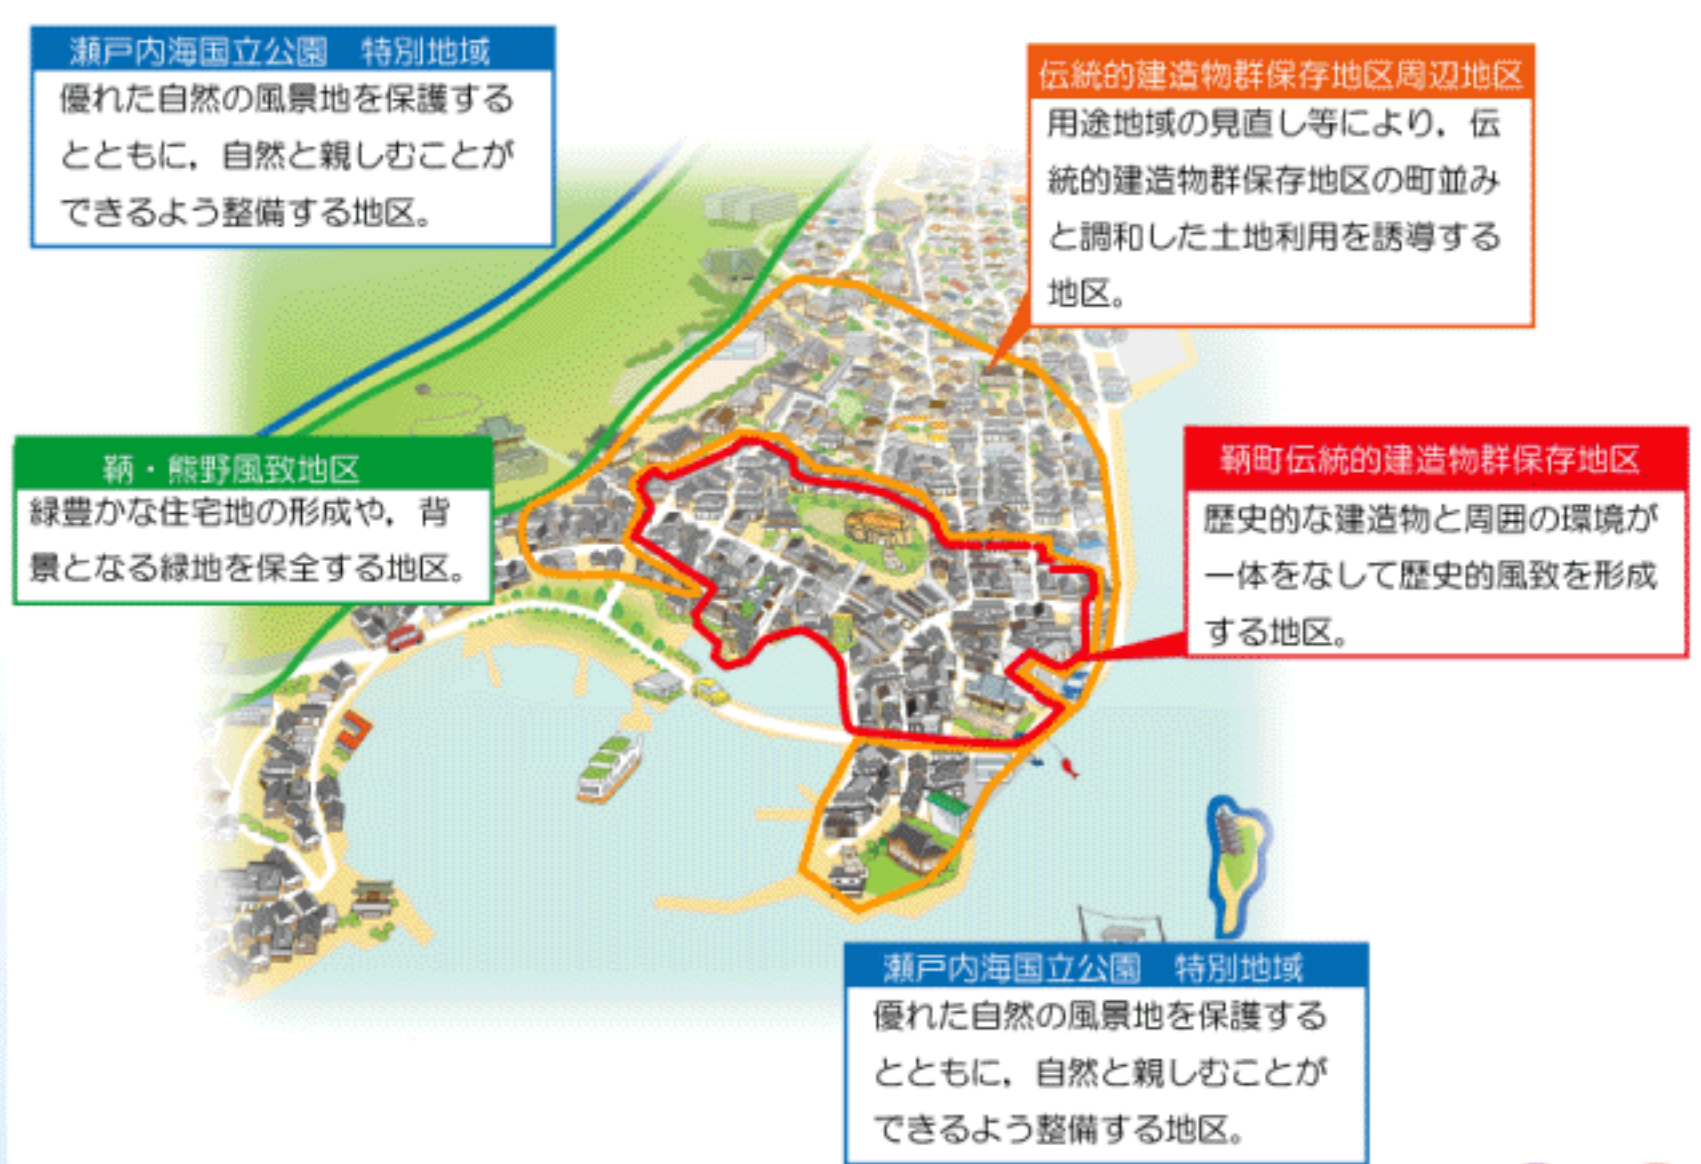 瀬戸内海国立公園　特別地域
優れた自然の風景地を保護する
とともに，自然と親しむことが
できるよう整備する地区。
伝統的建造物群保存地区周辺地区
用途地域の見直し等により，伝
統的建造物群保存地区の町並み
と調和した土地利用を誘導する
地区。
鞆・熊野風致地区
緑豊かな住宅地の形成や，背
景となる緑地を保全する地区。
鞆町伝統的建造物群保存地区
歴史的な建造物と周囲の環境が
一体をなして歴史的風致を形成
する地区。
瀬戸内海国立公園　特別地域
優れた自然の風景地を保護する
とともに，自然と親しむことが
できるよう整備する地区。